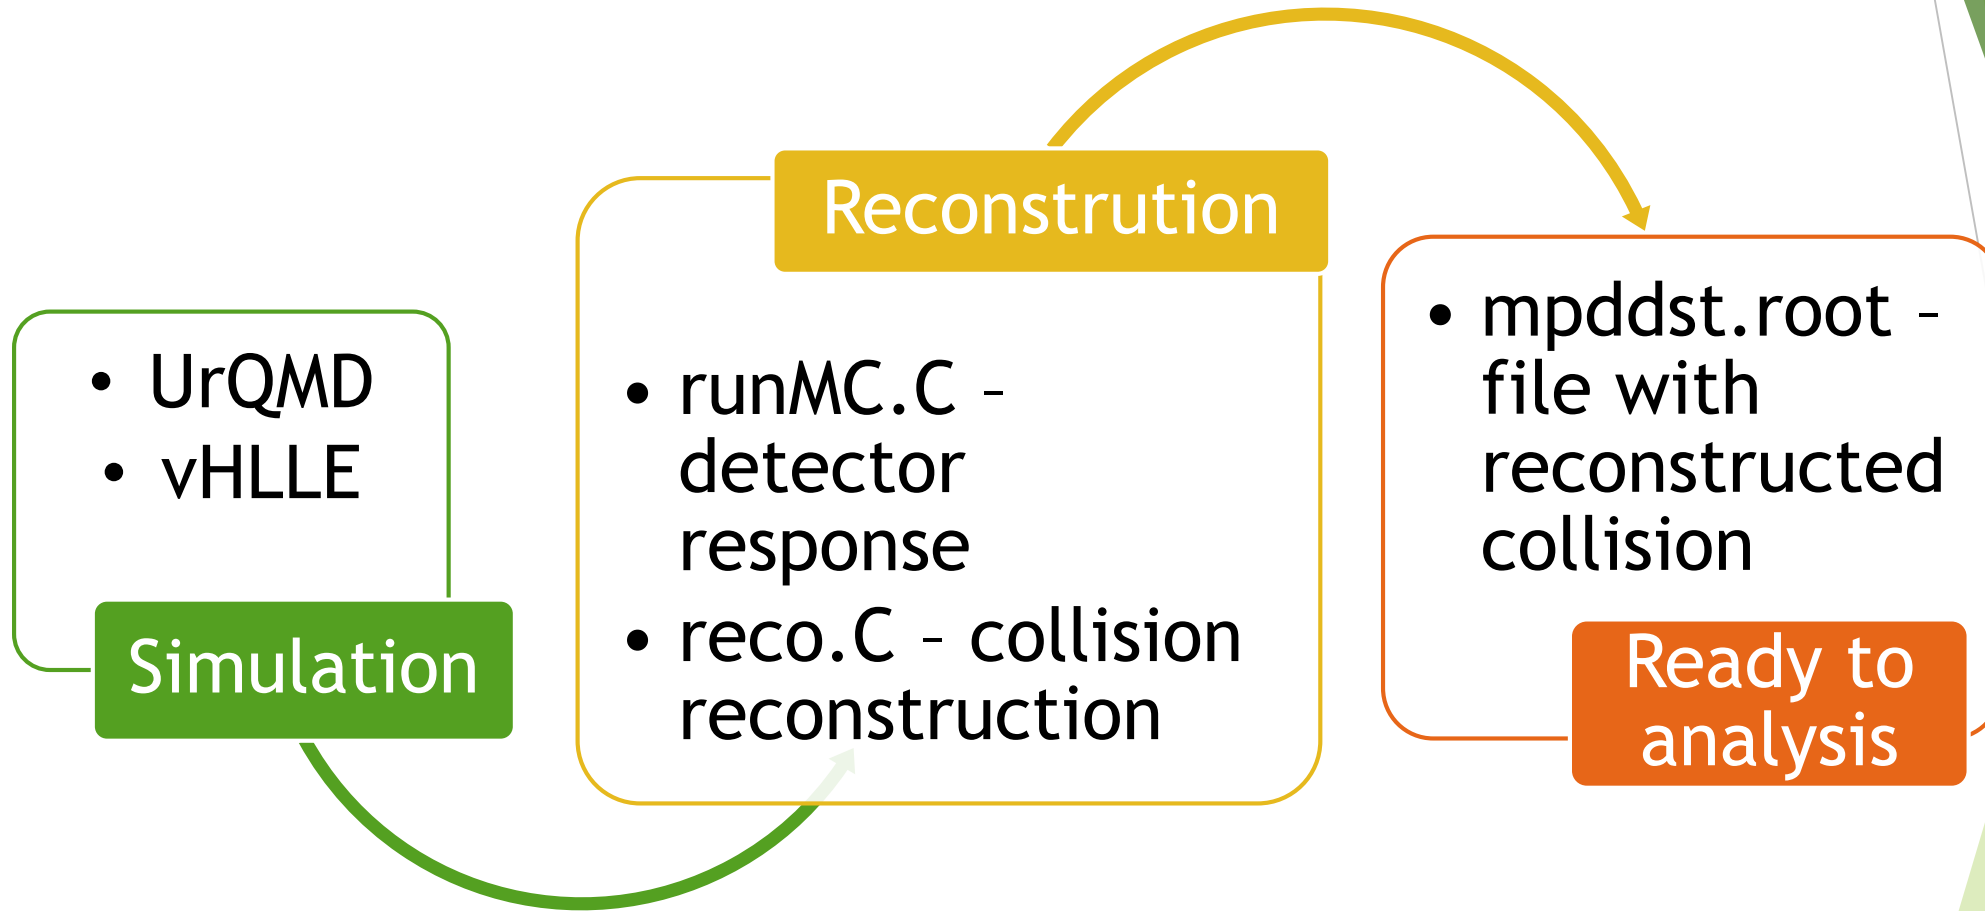 • UrQMD
• vHLLE
Simulation
Reconstrution
• runMC.C –
detector
response
• reco.C – collision
reconstruction
• mpddst.root –
file with
reconstructed
collision
Ready to
analysis